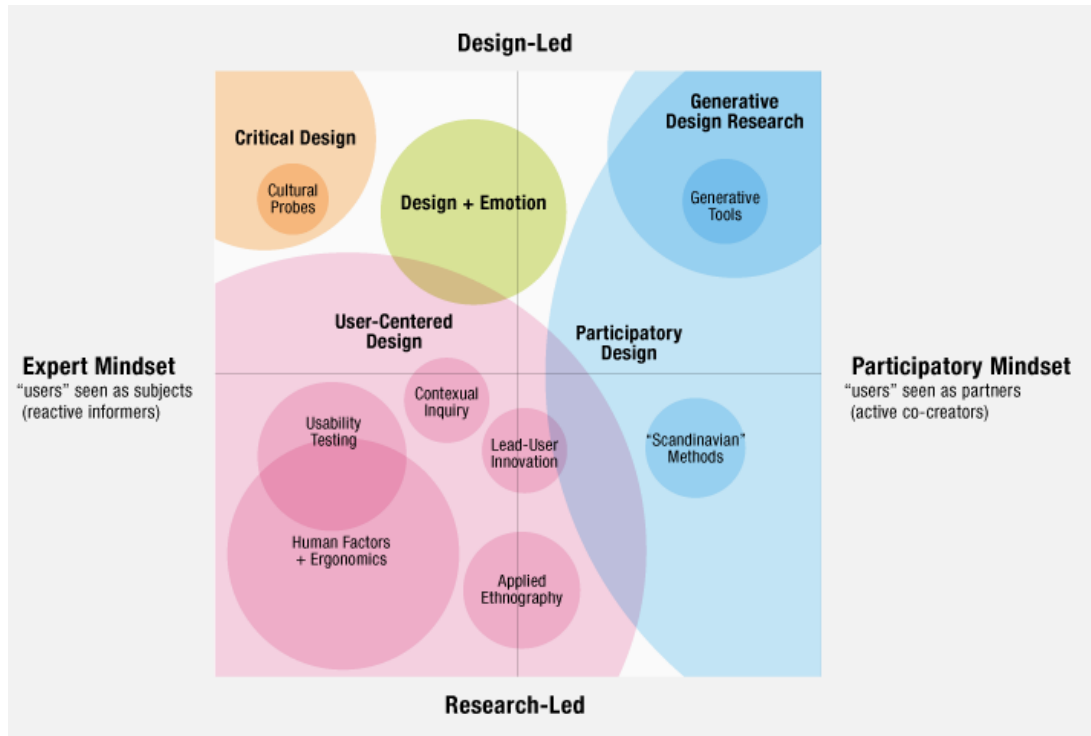 Design-Led
Generative
Design Research
Critical Design
Cultural
Probes
Design + Emotion
Generative
Tools
User-Centered
Design
Participatory
Design
Expert Mindset
“users” seen as subjects
(reactive informers)
Participatory Mindset
“users” seen as partners
(active co-creators)
Contexual
Inquiry
Usability
Testing
Lead-User
Innovation
“Scandinavian”
Methods
Human Factors
+ Ergonomics
Applied
Ethnography
Research-Led